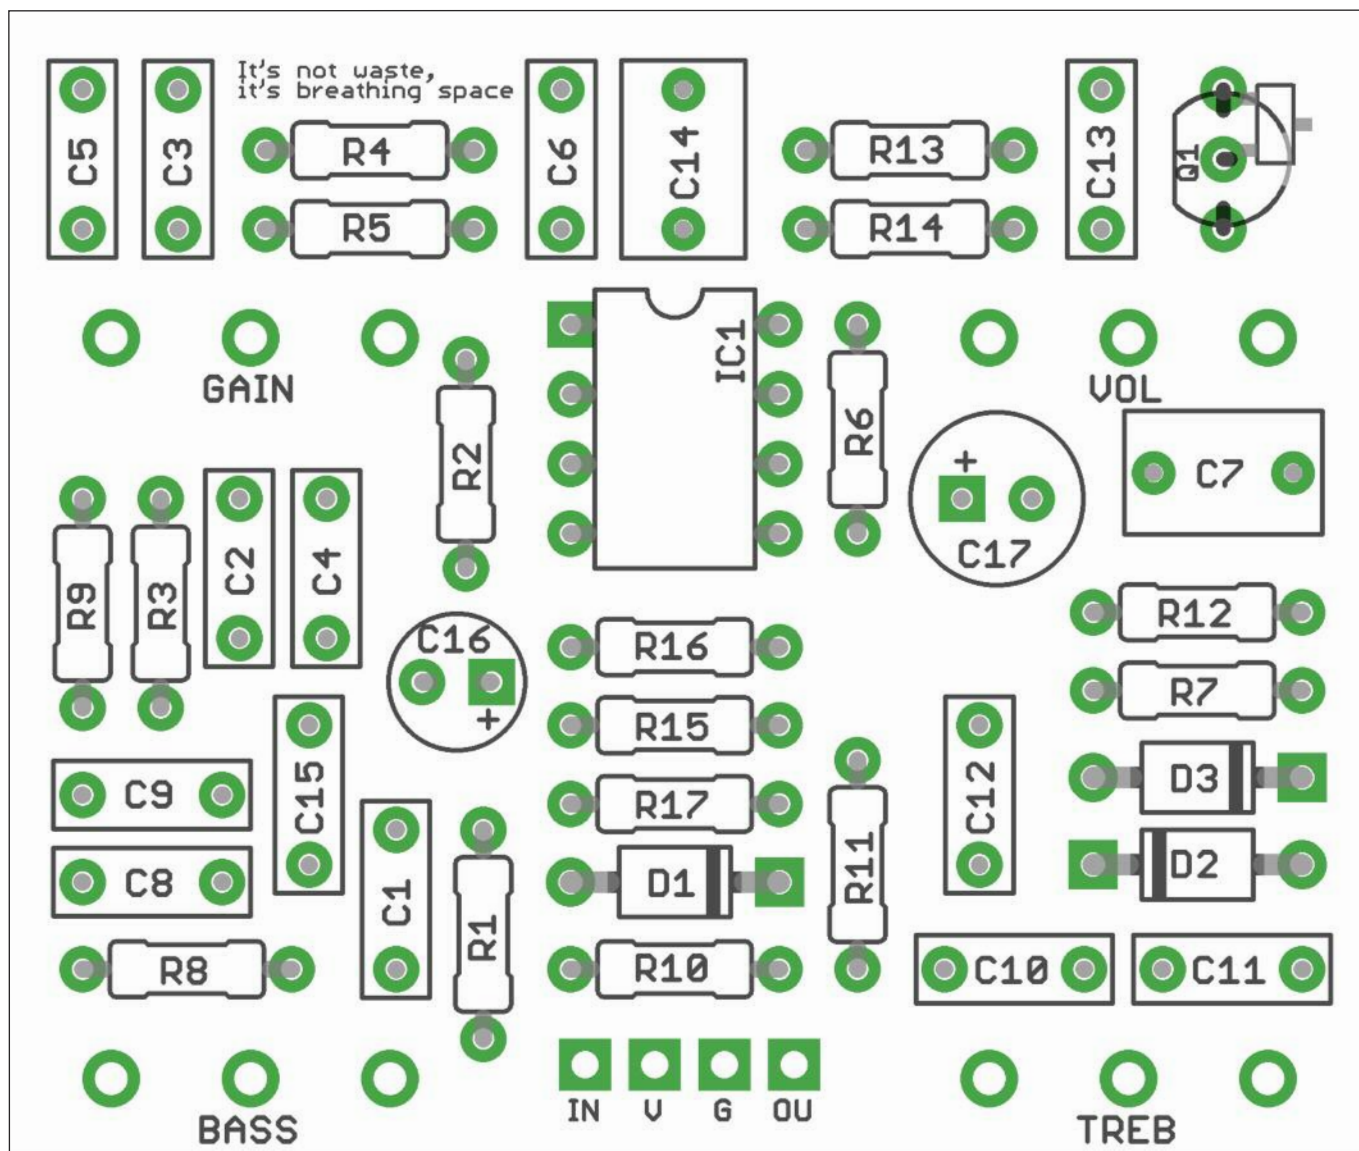 It's not waste,
it's breathing space
C5
C3
R4
R5
C6
C14
R13
R14
C13
Q1
GAIN
R2
IC1
R6
VOL
+
C17
C7
R9
R3
C2
C4
C16
+
R16
R15
R17
D1
R10
R12
R7
D3
D2
C9
C8
C15
C1
R1
R8
R11
C12
C10
C11
IN V G OU
BASS
TREB